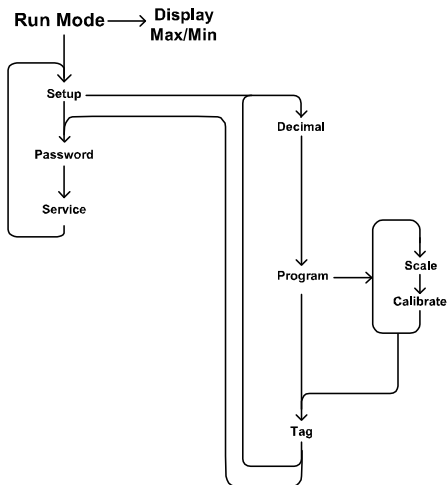 Run Mode
Display
Max/Min
Setup
Decimal
Password
Service
Program
Scale
Calibrate
Tag